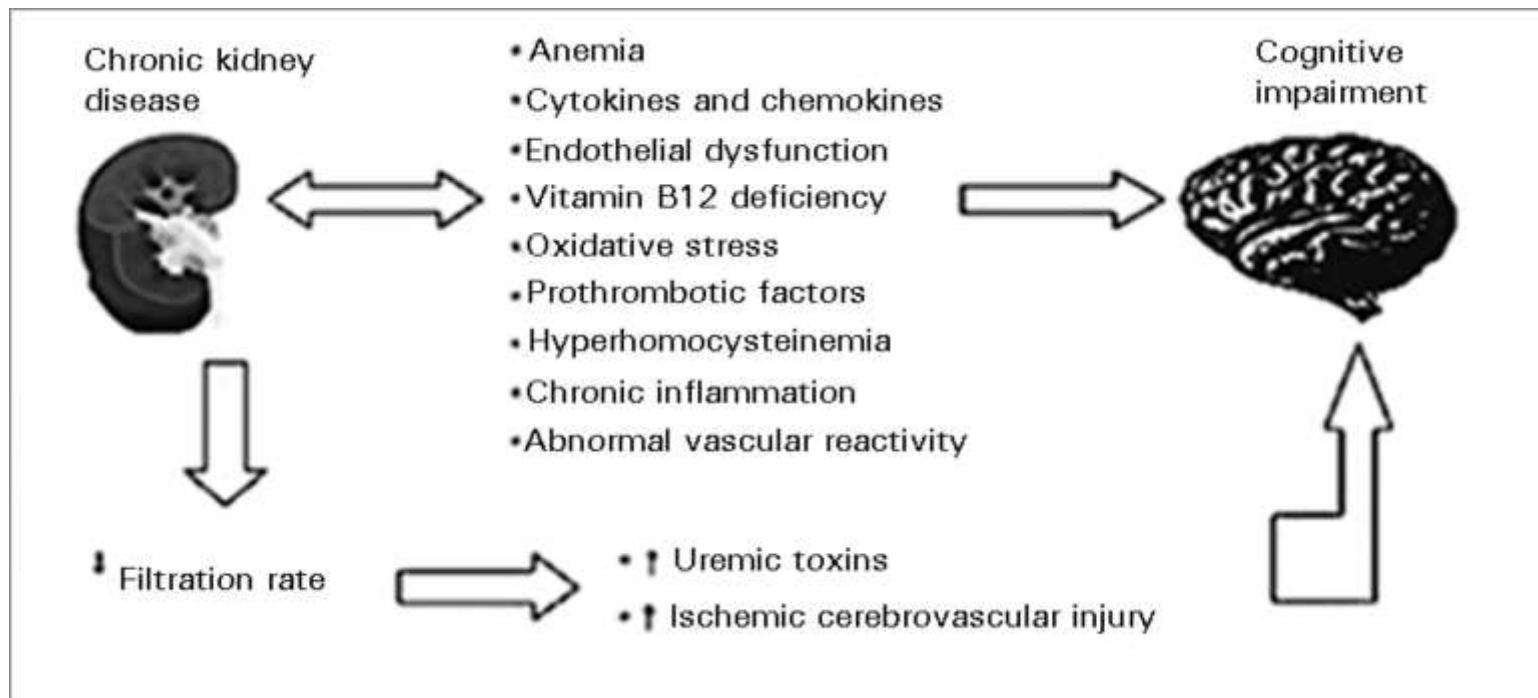 Chronic kidney
disease
• Anemia
• Cytokines and chemokines
• Endothelial dysfunction
• Vitamin B12 deficiency
• Oxidative stress
• Prothrombotic factors
• Hyperhomocysteinemia
• Chronic inflammation
• Abnormal vascular reactivity
Cognitive
impairment
Filtration rate
• ↑ Uremic toxins
• ↑ Ischemic cerebrovascular injury